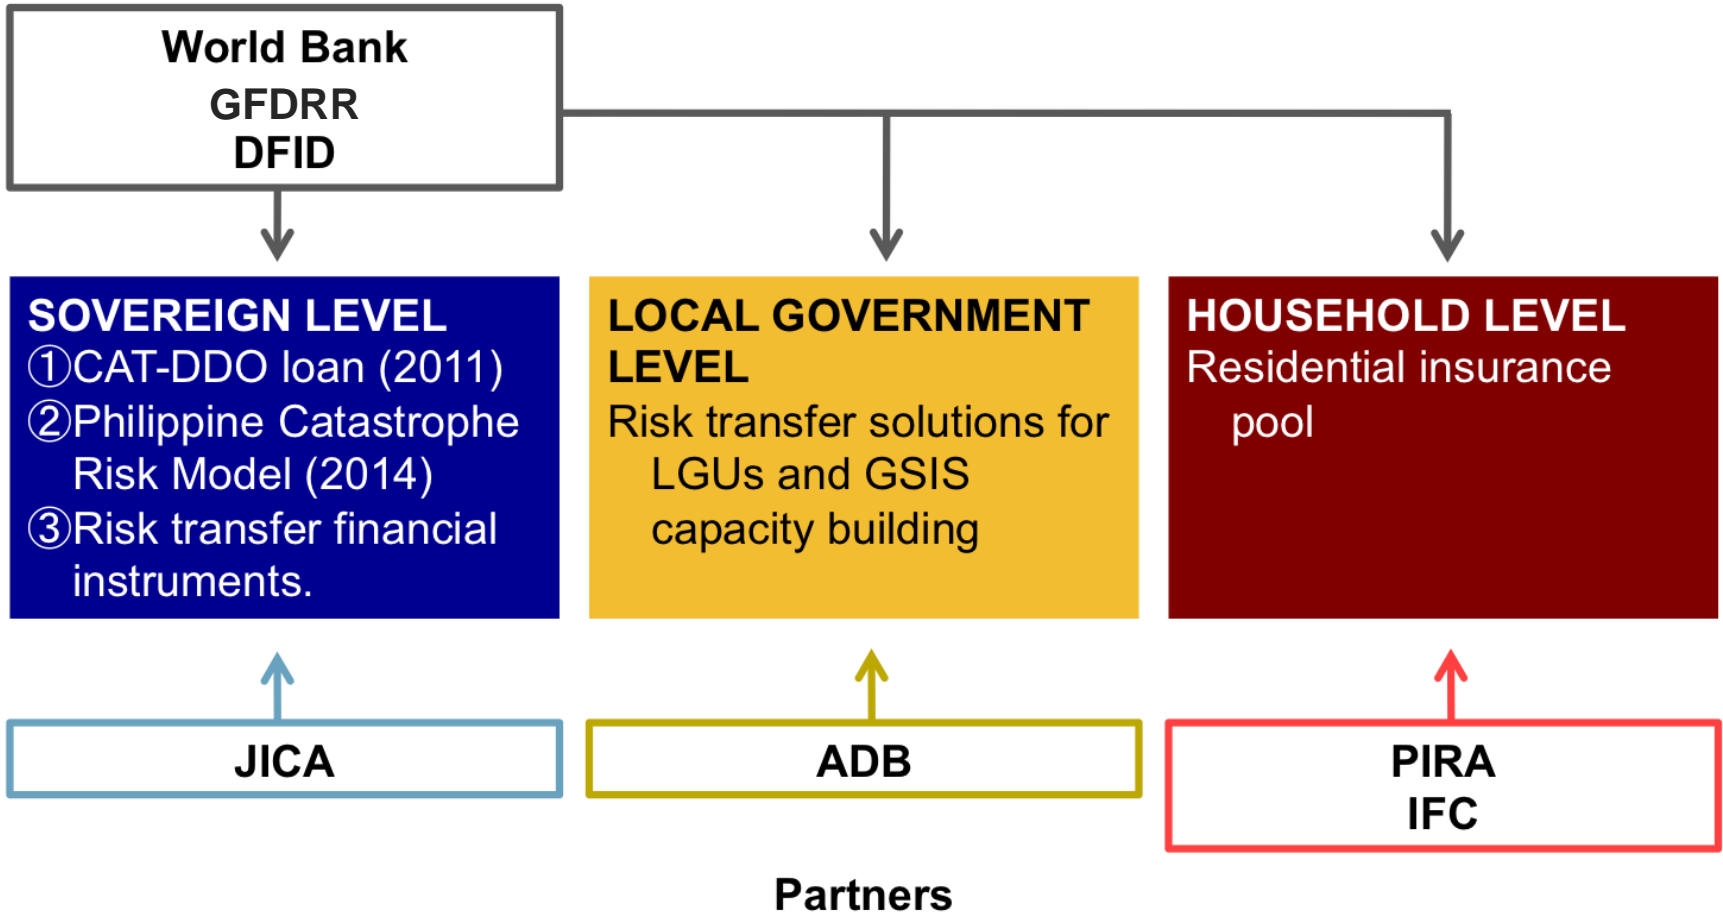 World Bank
GFDRR
DFID
SOVEREIGN LEVEL
①CAT-DDO loan (2011)
②Philippine Catastrophe
Risk Model (2014)
③Risk transfer financial
instruments.
LOCAL GOVERNMENT
LEVEL
Risk transfer solutions for
LGUs and GSIS
capacity building
HOUSEHOLD LEVEL
Residential insurance
pool
JICA
ADB
PIRA
IFC
Partners